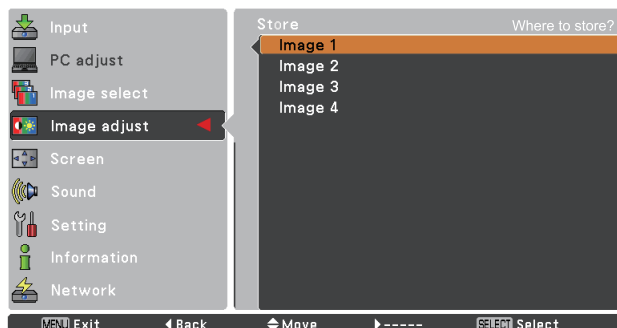 Input
PC adjust
Image select
Image adjust
Screen
Sound
Setting
Information
Network
Store Where to store?
Image 1
Image 2
Image 3
Image 4
MENU Exit Back Move ----- SELECT Select